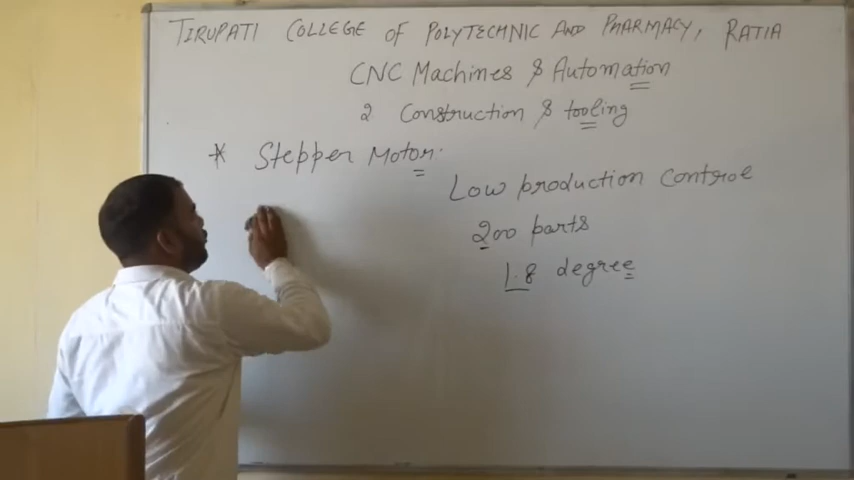 TIRUPATI COLLEGE OF POLYTECHNIC AND PHARMACY, RATIA
CNC Machines & Automation
2 Construction & tooling
* Stepper Motor.
Low production Control
200 parts
1.8 degree